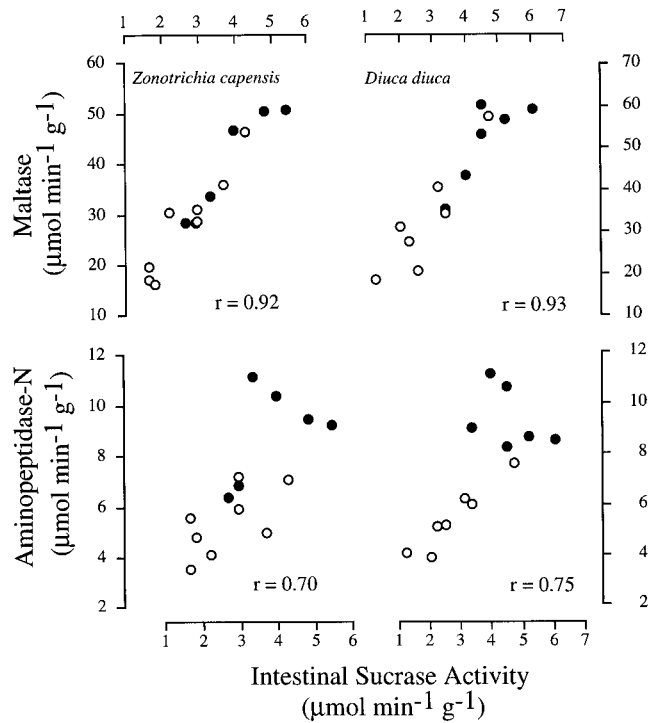 1 2 3 4 5 6
1 2 3 4 5 6 7
Zonotrichia capensis
Diuca diuca
Maltase
(μmol min⁻¹ g⁻¹)
60
50
40
30
20
10
70
60
50
40
30
20
10
r = 0.92
r = 0.93
Aminopeptidase-N
(μmol min⁻¹ g⁻¹)
12
10
8
6
4
2
12
10
8
6
4
2
r = 0.70
r = 0.75
1 2 3 4 5 6
1 2 3 4 5 6 7
Intestinal Sucrase Activity
(μmol min⁻¹ g⁻¹)